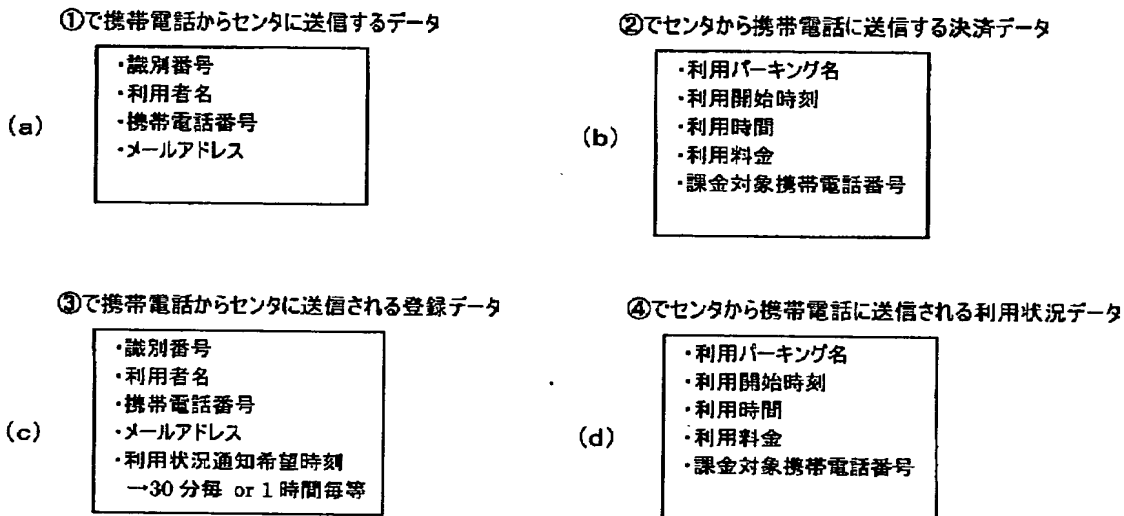 ①で携帯電話からセンタに送信するデータ
(a)
・識別番号
・利用者名
・携帯電話番号
・メールアドレス
②でセンタから携帯電話に送信する決済データ
(b)
・利用パーキング名
・利用開始時刻
・利用時間
・利用料金
・課金対象携帯電話番号
③で携帯電話からセンタに送信される登録データ
(c)
・識別番号
・利用者名
・携帯電話番号
・メールアドレス
・利用状況通知希望時刻
→30分毎 or 1時間毎等
④でセンタから携帯電話に送信される利用状況データ
(d)
・利用パーキング名
・利用開始時刻
・利用時間
・利用料金
・課金対象携帯電話番号